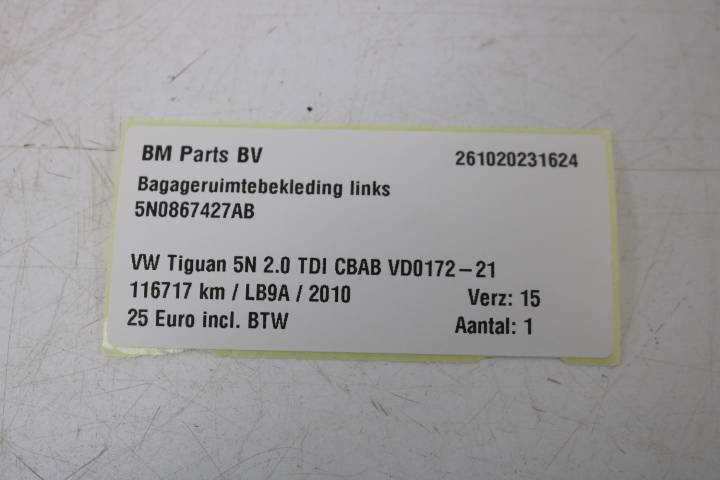 BM Parts BV 261020231624
Bagageruimtebekleding links
5N0867427AB
VW Tiguan 5N 2.0 TDI CBAB VD0172-21
116717 km / LB9A / 2010 Verz: 15
25 Euro incl. BTW Aantal: 1